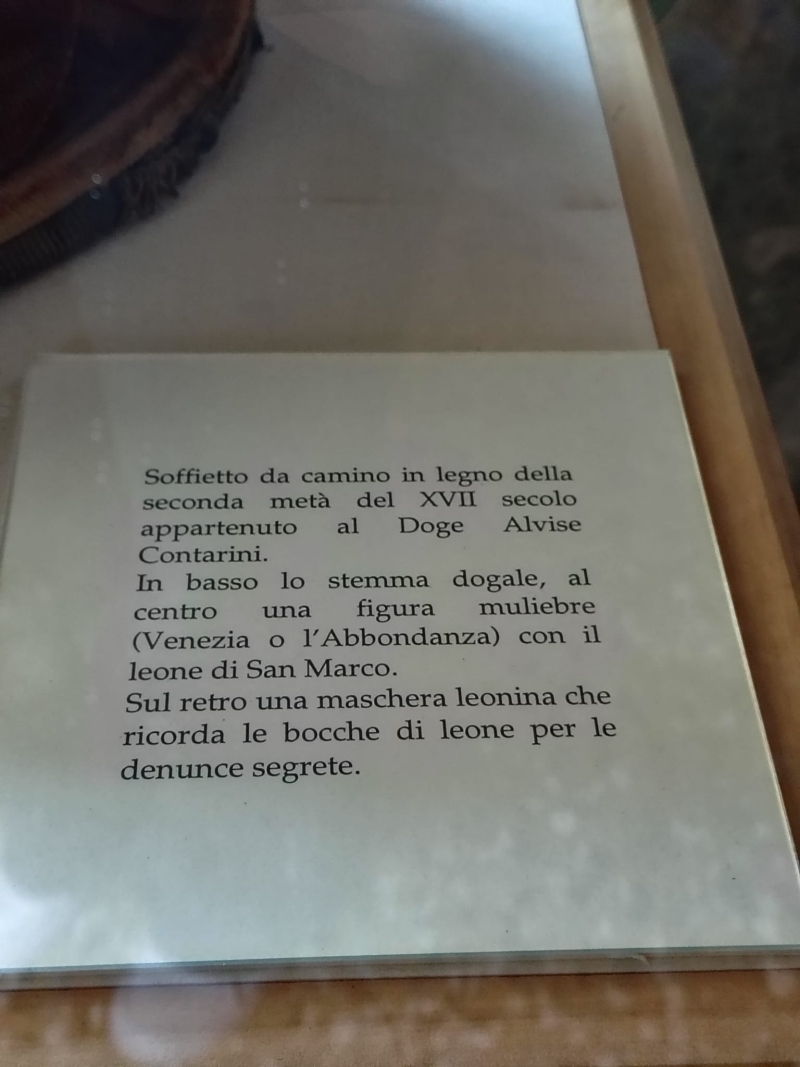 Soffietto da camino in legno della
seconda metà del XVII secolo
appartenuto al Doge Alvise
Contarini.
In basso lo stemma dogale, al
centro una figura muliebre
(Venezia o l'Abbondanza) con il
leone di San Marco.
Sul retro una maschera leonina che
ricorda le bocche di leone per le
denunce segrete.